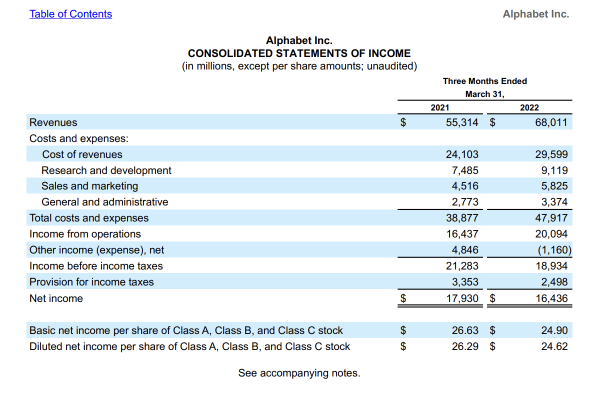 Table of Contents Alphabet Inc.
Alphabet Inc.
CONSOLIDATED STATEMENTS OF INCOME
(in millions, except per share amounts; unaudited)
Three Months Ended
March 31,
2021 2022
Revenues $ 55,314 $ 68,011
Costs and expenses:
Cost of revenues 24,103 29,599
Research and development 7,485 9,119
Sales and marketing 4,516 5,825
General and administrative 2,773 3,374
Total costs and expenses 38,877 47,917
Income from operations 16,437 20,094
Other income (expense), net 4,846 (1,160)
Income before income taxes 21,283 18,934
Provision for income taxes 3,353 2,498
Net income $ 17,930 $ 16,436
Basic net income per share of Class A, Class B, and Class C stock $ 26.63 $ 24.90
Diluted net income per share of Class A, Class B, and Class C stock $ 26.29 $ 24.62
See accompanying notes.